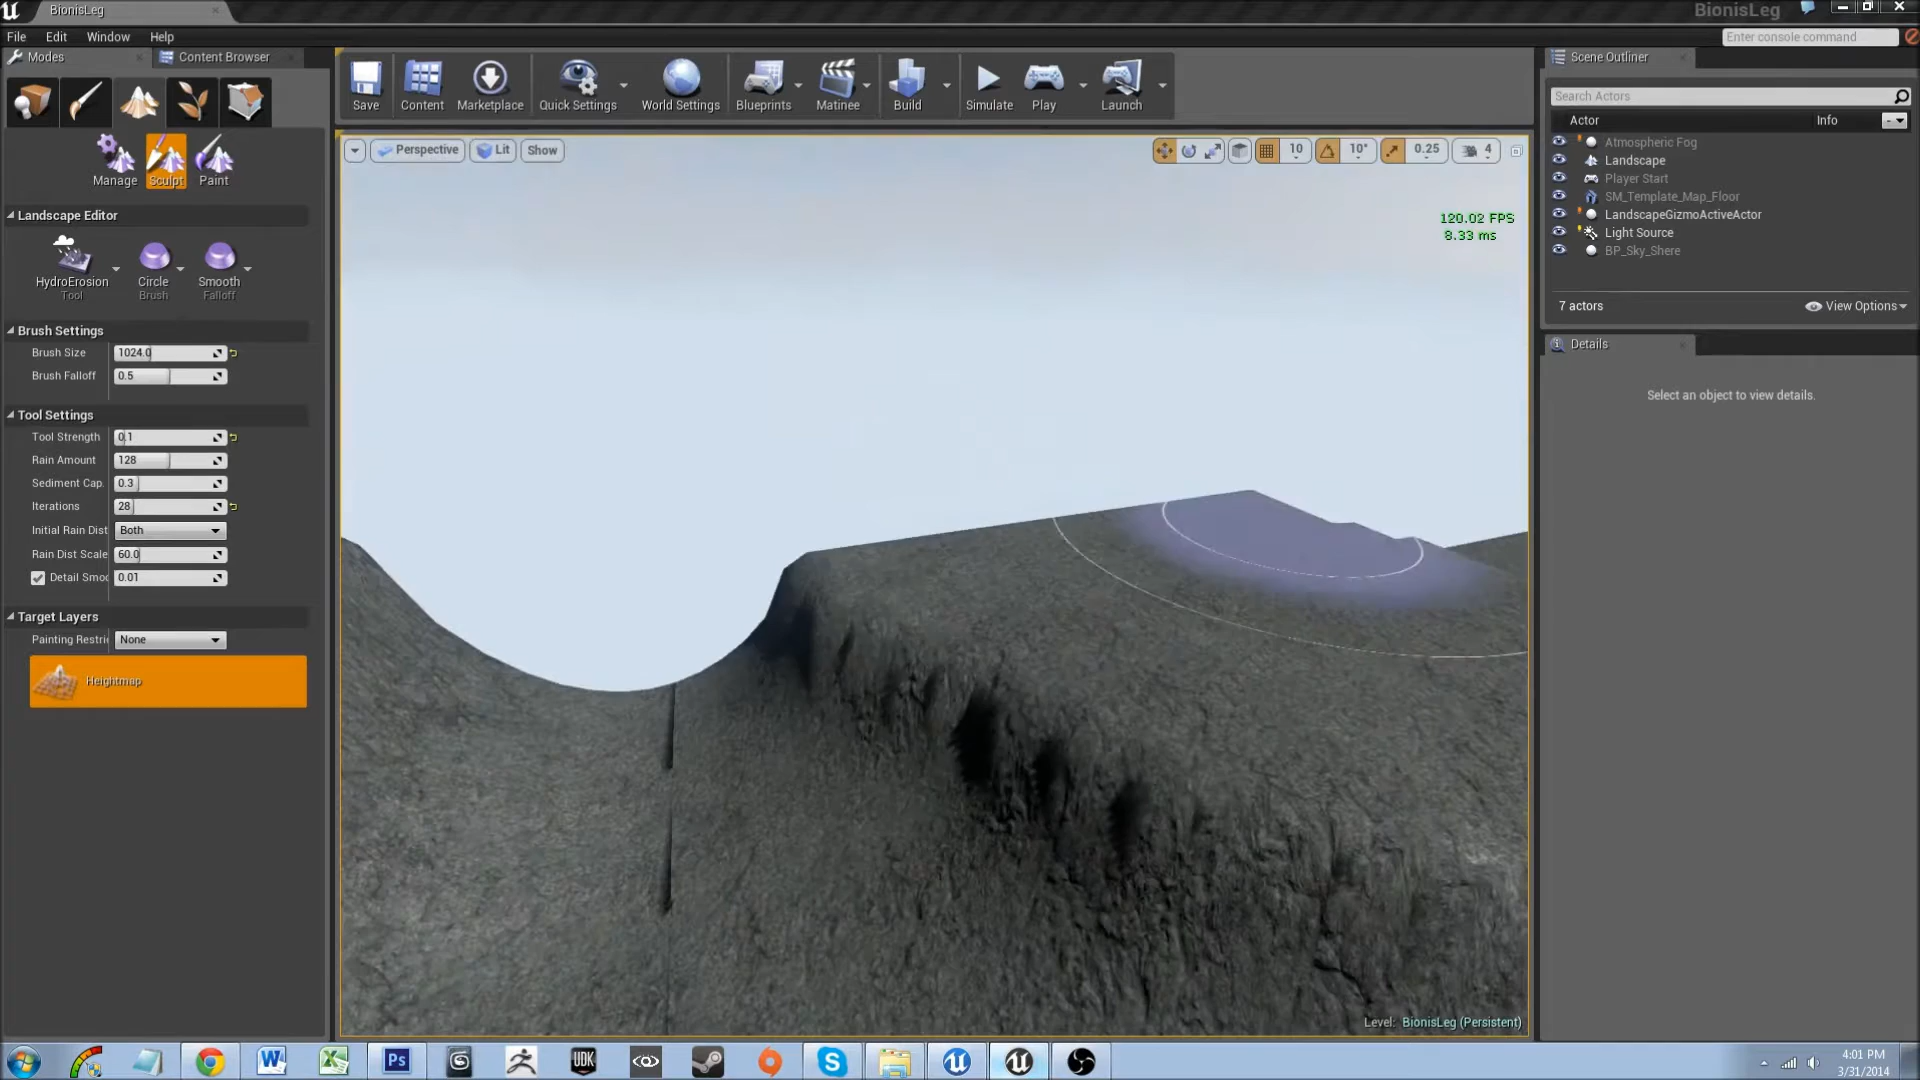 BionisLeg
BionisLeg
File Edit Window Help
Enter console command
Modes
Content Browser
Save
Content
Marketplace
Quick Settings
World Settings
Blueprints
Matinee
Build
Simulate
Play
Launch
Scene Outliner
Search Actors
Actor Info
Atmospheric Fog
Landscape
Player Start
SM_Template_Map_Floor
LandscapeGizmoActiveActor
Light Source
BP_Sky_Shere
7 actors
View Options
Details
Select an object to view details.
Manage
Sculpt
Paint
Landscape Editor
HydroErosion
Tool
Circle
Brush
Smooth
Falloff
Brush Settings
Brush Size 1024.0
Brush Falloff 0.5
Tool Settings
Tool Strength 0.1
Rain Amount 128
Sediment Cap. 0.3
Iterations 28
Initial Rain Dist Both
Rain Dist Scale 60.0
Detail Smoo 0.01
Target Layers
Painting Restri None
Heightmap
Perspective
Lit
Show
10
10°
0.25
4
120.02 FPS
8.33 ms
Level: BionisLeg (Persistent)
W
X
Ps
UDK
S
4:01 PM
3/31/2014